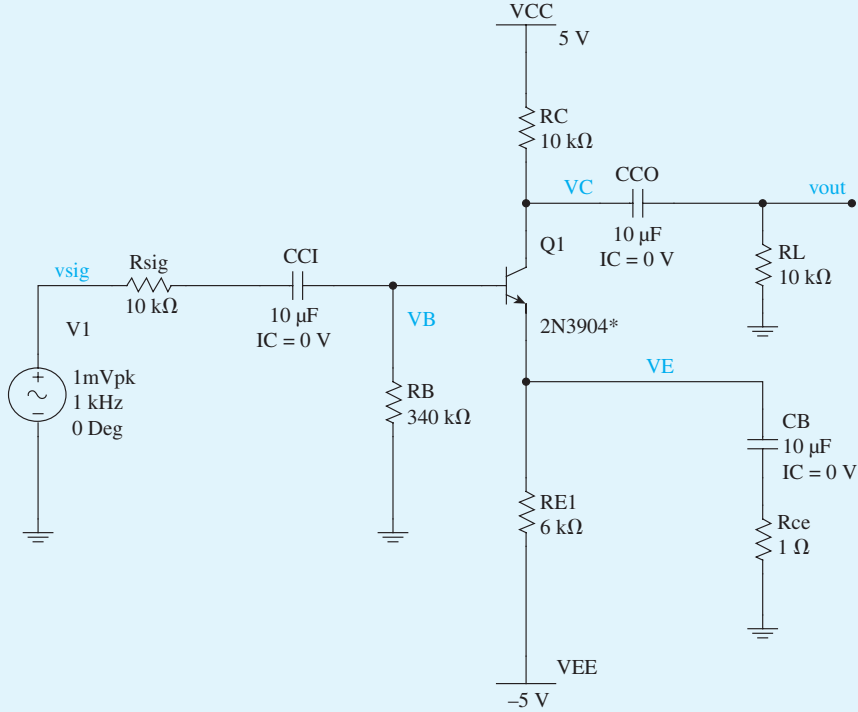 VCC
5 V
RC
10 kΩ
VC
CCO
10 µF
IC = 0 V
vout
RL
10 kΩ
Q1
2N3904*
vsig
Rsig
10 kΩ
CCI
10 µF
IC = 0 V
VB
V1
1mVpk
1 kHz
0 Deg
+
–
RB
340 kΩ
VE
CB
10 µF
IC = 0 V
RE1
6 kΩ
Rce
1 Ω
VEE
–5 V